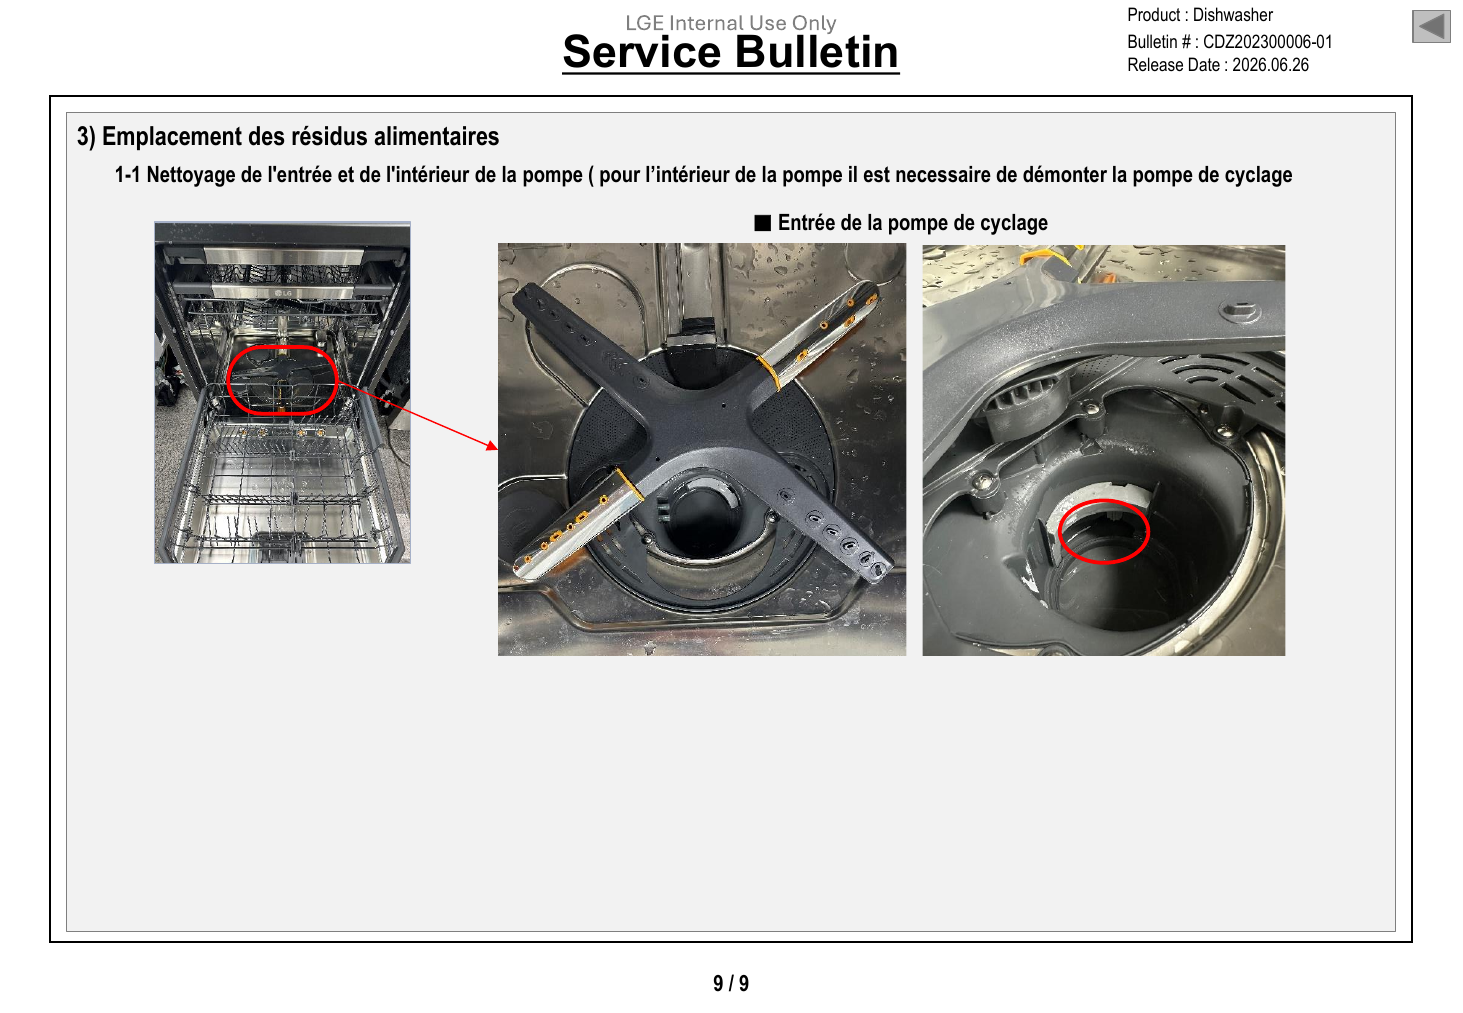 LGE Internal Use Only
Service Bulletin
Product : Dishwasher
Bulletin # : CDZ202300006-01
Release Date : 2026.06.26
3) Emplacement des résidus alimentaires
1-1 Nettoyage de l'entrée et de l'intérieur de la pompe ( pour l’intérieur de la pompe il est necessaire de démonter la pompe de cyclage
■ Entrée de la pompe de cyclage
LG
9 / 9